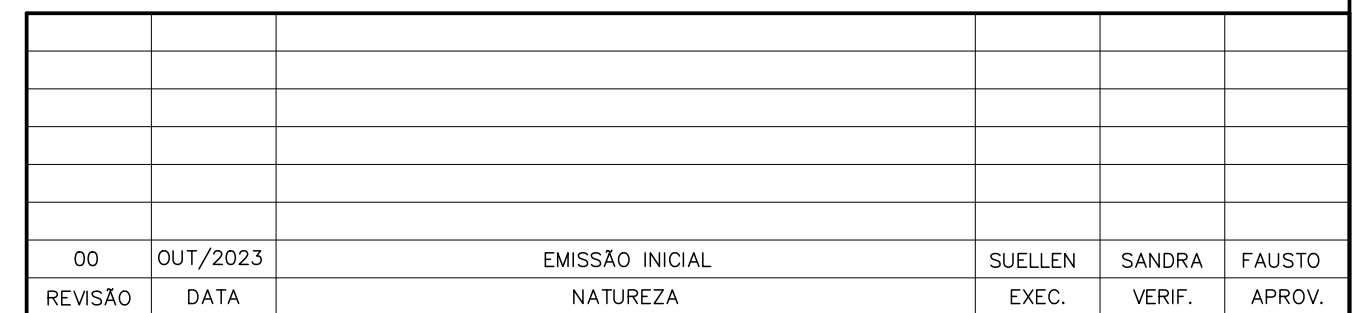 00 OUT/2023 EMISSÃO INICIAL SUELLEN SANDRA FAUSTO
REVISÃO DATA NATUREZA EXEC. VERIF. APROV.